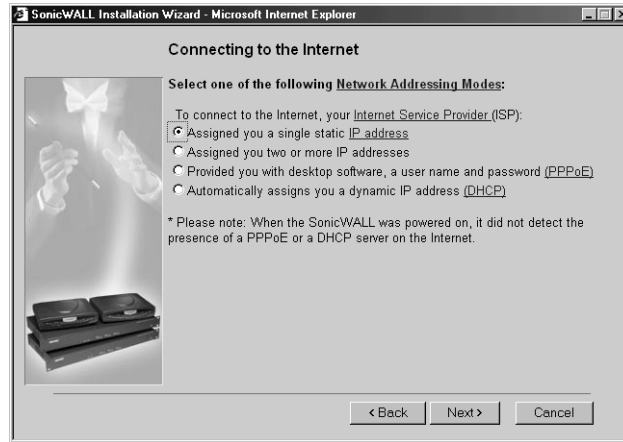 SonicWALL Installation Wizard - Microsoft Internet Explorer
Connecting to the Internet
Select one of the following Network Addressing Modes:
To connect to the Internet, your Internet Service Provider (ISP):
Assigned you a single static IP address
Assigned you two or more IP addresses
Provided you with desktop software, a user name and password (PPPoE)
Automatically assigns you a dynamic IP address (DHCP)
* Please note: When the SonicWALL was powered on, it did not detect the
presence of a PPPoE or a DHCP server on the Internet.
< Back Next > Cancel